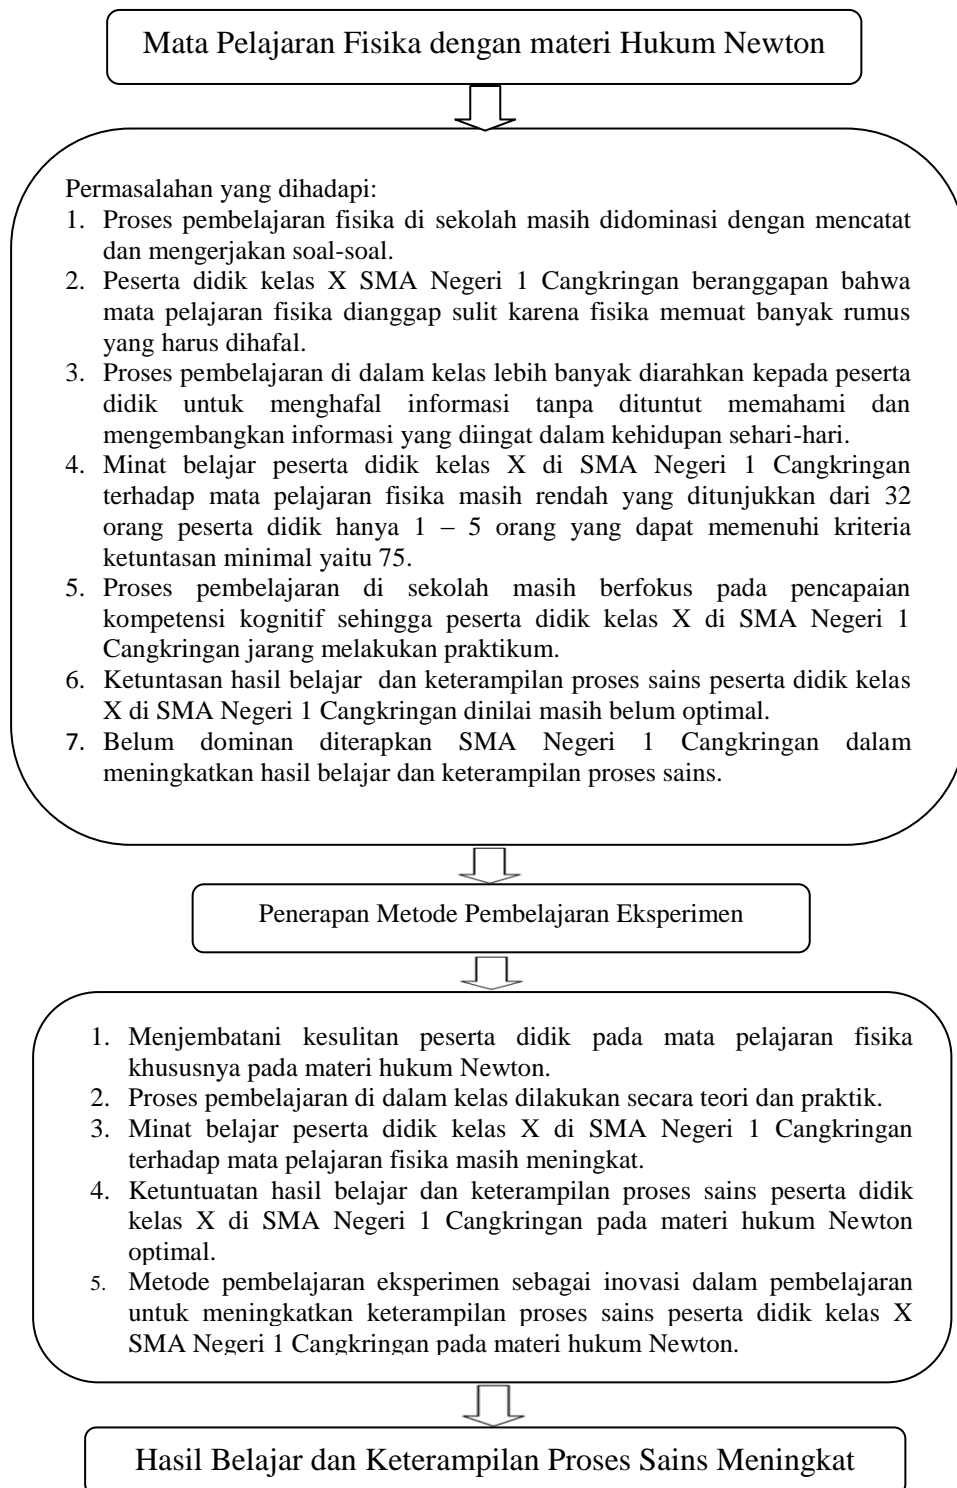 Mata Pelajaran Fisika dengan materi Hukum Newton
Permasalahan yang dihadapi:
1. Proses pembelajaran fisika di sekolah masih didominasi dengan mencatat
dan mengerjakan soal-soal.
2. Peserta didik kelas X SMA Negeri 1 Cangkringan beranggapan bahwa
mata pelajaran fisika dianggap sulit karena fisika memuat banyak rumus
yang harus dihafal.
3. Proses pembelajaran di dalam kelas lebih banyak diarahkan kepada peserta
didik untuk menghafal informasi tanpa dituntut memahami dan
mengembangkan informasi yang diingat dalam kehidupan sehari-hari.
4. Minat belajar peserta didik kelas X di SMA Negeri 1 Cangkringan
terhadap mata pelajaran fisika masih rendah yang ditunjukkan dari 32
orang peserta didik hanya 1 – 5 orang yang dapat memenuhi kriteria
ketuntasan minimal yaitu 75.
5. Proses pembelajaran di sekolah masih berfokus pada pencapaian
kompetensi kognitif sehingga peserta didik kelas X di SMA Negeri 1
Cangkringan jarang melakukan praktikum.
6. Ketuntasan hasil belajar dan keterampilan proses sains peserta didik kelas
X di SMA Negeri 1 Cangkringan dinilai masih belum optimal.
7. Belum dominan diterapkan SMA Negeri 1 Cangkringan dalam
meningkatkan hasil belajar dan keterampilan proses sains.
Penerapan Metode Pembelajaran Eksperimen
1. Menjembatani kesulitan peserta didik pada mata pelajaran fisika
khususnya pada materi hukum Newton.
2. Proses pembelajaran di dalam kelas dilakukan secara teori dan praktik.
3. Minat belajar peserta didik kelas X di SMA Negeri 1 Cangkringan
terhadap mata pelajaran fisika masih meningkat.
4. Ketuntuatan hasil belajar dan keterampilan proses sains peserta didik
kelas X di SMA Negeri 1 Cangkringan pada materi hukum Newton
optimal.
5. Metode pembelajaran eksperimen sebagai inovasi dalam pembelajaran
untuk meningkatkan keterampilan proses sains peserta didik kelas X
SMA Negeri 1 Cangkringan pada materi hukum Newton.
Hasil Belajar dan Keterampilan Proses Sains Meningkat